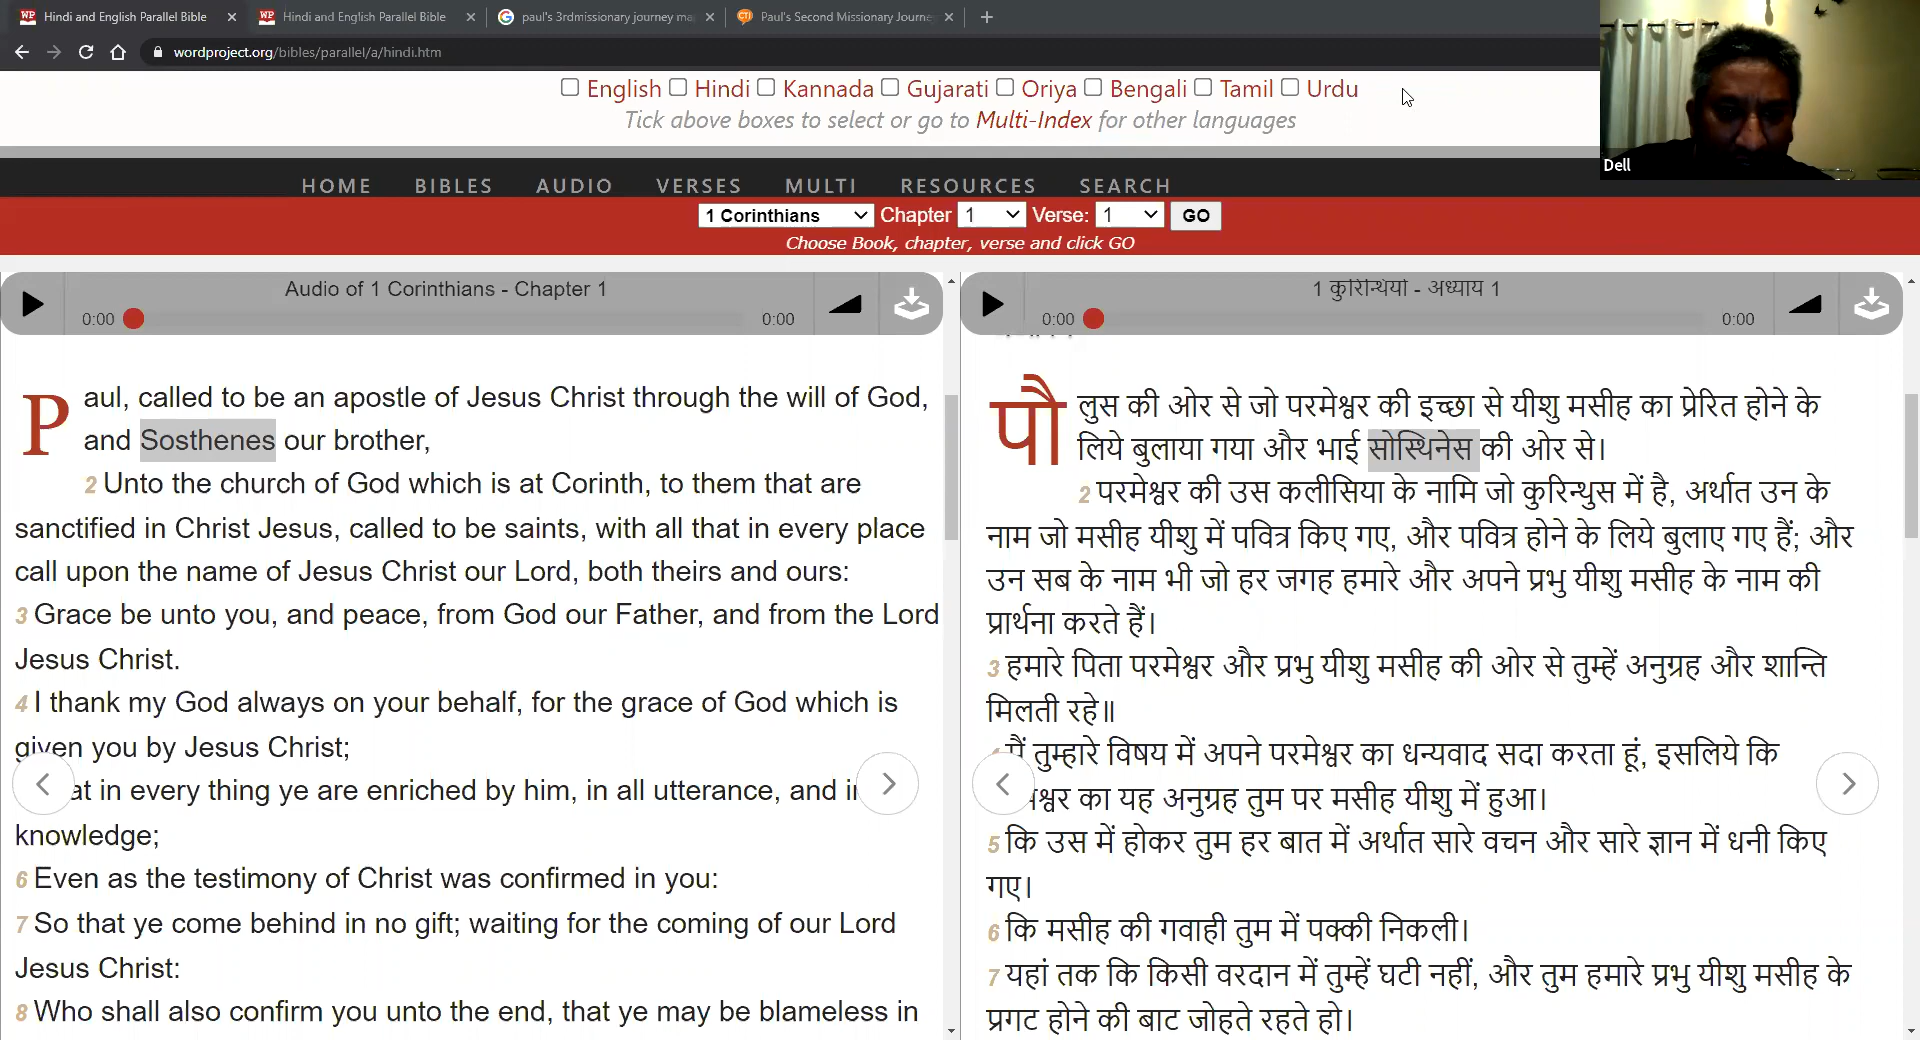 Hindi and English Parallel Bible
Hindi and English Parallel Bible
paul's 3rdmissionary journey ma
Paul's Second Missionary Journe
wordproject.org/bibles/parallel/a/hindi.htm
English Hindi Kannada Gujarati Oriya Bengali Tamil Urdu
Tick above boxes to select or go to Multi-Index for other languages
Dell
HOME BIBLES AUDIO VERSES MULTI RESOURCES SEARCH
1 Corinthians Chapter 1 Verse: 1 GO
Choose Book, chapter, verse and click GO
Audio of 1 Corinthians - Chapter 1
0:00 0:00
Paul, called to be an apostle of Jesus Christ through the will of God,
and Sosthenes our brother,
2 Unto the church of God which is at Corinth, to them that are
sanctified in Christ Jesus, called to be saints, with all that in every place
call upon the name of Jesus Christ our Lord, both theirs and ours:
3 Grace be unto you, and peace, from God our Father, and from the Lord
Jesus Christ.
4 I thank my God always on your behalf, for the grace of God which is
given you by Jesus Christ;
at in every thing ye are enriched by him, in all utterance, and in
knowledge;
6 Even as the testimony of Christ was confirmed in you:
7 So that ye come behind in no gift; waiting for the coming of our Lord
Jesus Christ:
8 Who shall also confirm you unto the end, that ye may be blameless in
1 कुरिन्थियों - अध्याय 1
0:00 0:00
पौलुस की ओर से जो परमेश्वर की इच्छा से यीशु मसीह का प्रेरित होने के
लिये बुलाया गया और भाई सोस्थिनेस की ओर से।
2 परमेश्वर की उस कलीसिया के नामि जो कुरिन्थुस में है, अर्थात उन के
नाम जो मसीह यीशु में पवित्र किए गए, और पवित्र होने के लिये बुलाए गए हैं; और
उन सब के नाम भी जो हर जगह हमारे और अपने प्रभु यीशु मसीह के नाम की
प्रार्थना करते हैं।
3 हमारे पिता परमेश्वर और प्रभु यीशु मसीह की ओर से तुम्हें अनुग्रह और शान्ति
मिलती रहे॥
मैं तुम्हारे विषय में अपने परमेश्वर का धन्यवाद सदा करता हूं, इसलिये कि
मेश्वर का यह अनुग्रह तुम पर मसीह यीशु में हुआ।
5 कि उस में होकर तुम हर बात में अर्थात सारे वचन और सारे ज्ञान में धनी किए
गए।
6 कि मसीह की गवाही तुम में पक्की निकली।
7 यहां तक कि किसी वरदान में तुम्हें घटी नहीं, और तुम हमारे प्रभु यीशु मसीह के
प्रगट होने की बाट जोहते रहते हो।